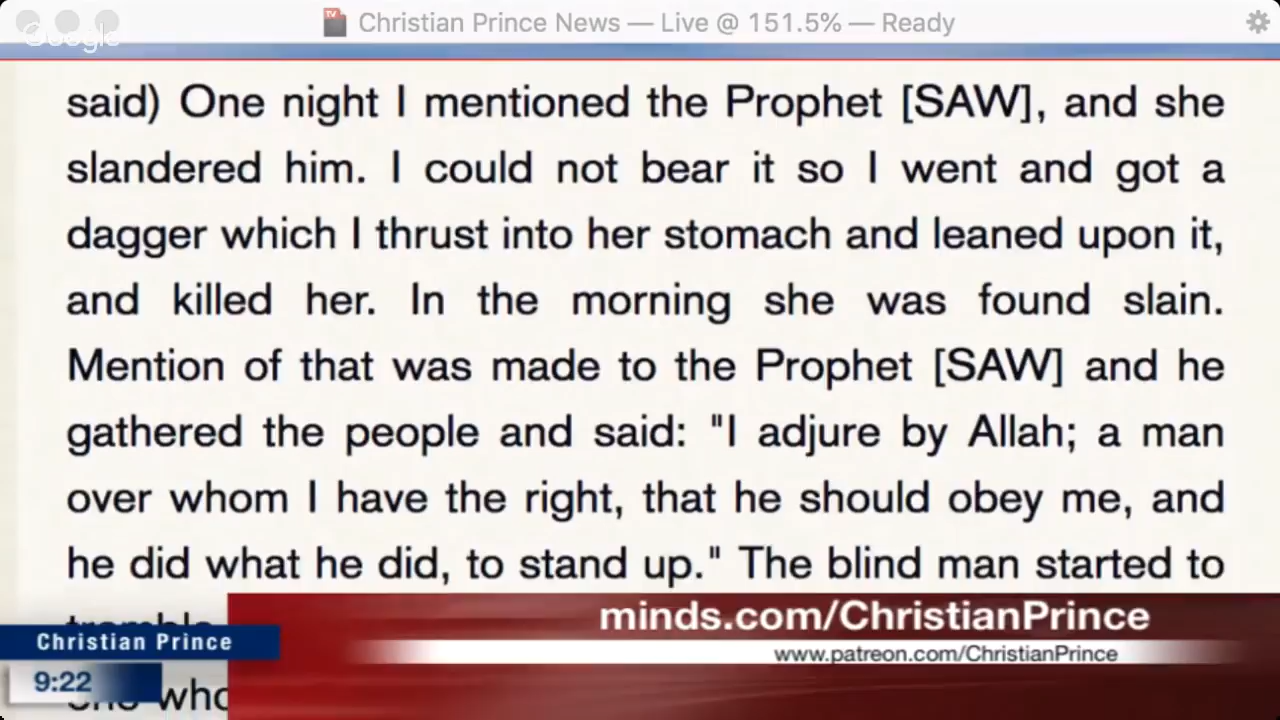 Christian Prince News — Live @ 151.5% — Ready
Google
said) One night I mentioned the Prophet [SAW], and she
slandered him. I could not bear it so I went and got a
dagger which I thrust into her stomach and leaned upon it,
and killed her. In the morning she was found slain.
Mention of that was made to the Prophet [SAW] and he
gathered the people and said: "I adjure by Allah; a man
over whom I have the right, that he should obey me, and
he did what he did, to stand up." The blind man started to
minds.com/ChristianPrince
Christian Prince
www.patreon.com/ChristianPrince
9:22
who